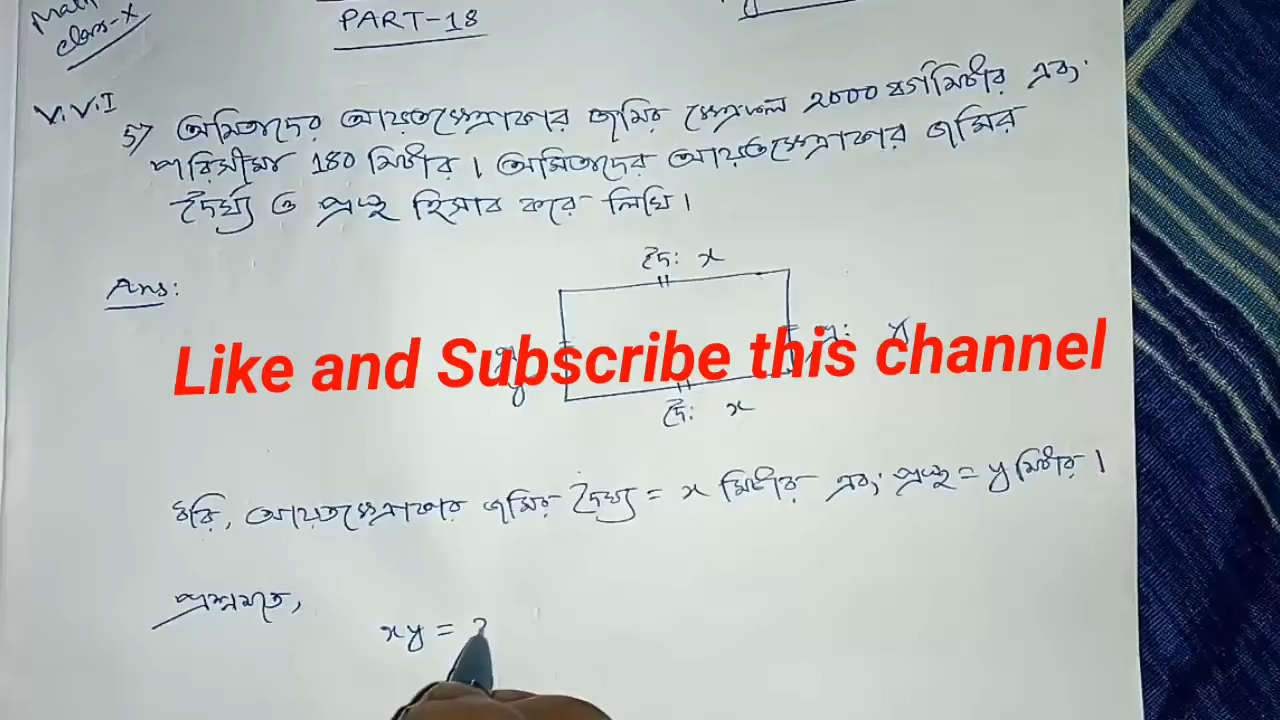 Math
Class-X
PART-18
V.V.I
5) অমিতাদের আয়তক্ষেত্রাকার জমির ক্ষেত্রফল 2000 বর্গমিটার এবং
পরিসীমা 180 মিটার। অমিতাদের আয়তক্ষেত্রাকার জমির
দৈর্ঘ্য ও প্রস্থ হিসাব করে লিখি।
Ans:
দৈ: x
প্র: y
y
দৈ: x
Like and Subscribe this channel
ধরি, আয়তক্ষেত্রাকার জমির দৈর্ঘ্য = x মিটার এবং প্রস্থ = y মিটার।
প্রশ্নমতে,
xy = 2